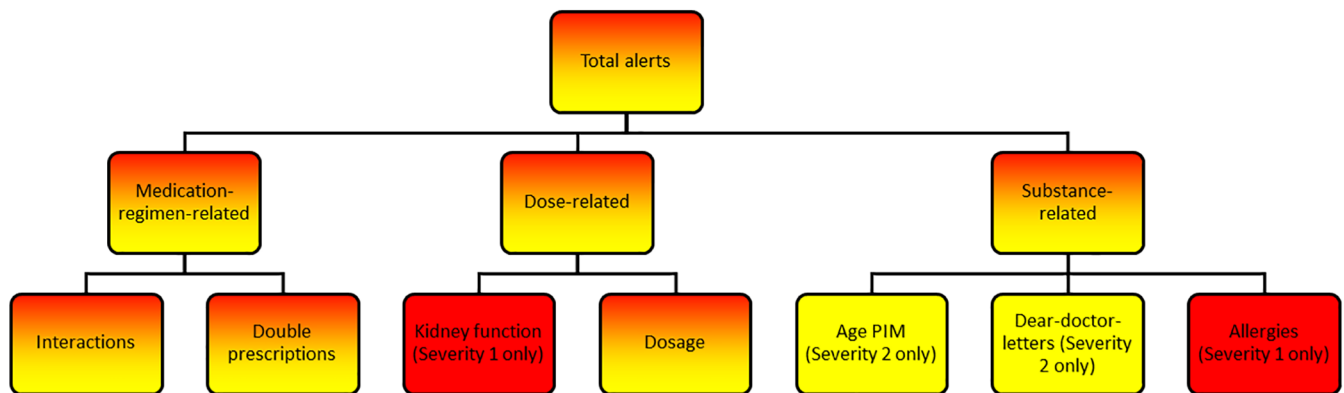 Total alerts
Medication-
regimen-related
Dose-related
Substance-
related
Interactions
Double
prescriptions
Kidney function
(Severity 1 only)
Dosage
Age PIM
(Severity 2 only)
Dear-doctor-
letters (Severity
2 only)
Allergies
(Severity 1 only)